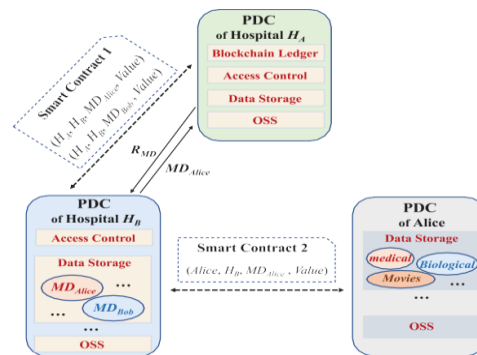 PDC
of Hospital H_A
Blockchain Ledger
Access Control
Data Storage
OSS
Smart Contract 1
(H_A, H_B, MD_Alice, Value)
(H_A, H_B, MD_Bob, Value)
R_MD
MD_Alice
PDC
of Hospital H_B
Access Control
Data Storage
MD_Alice
...
...
MD_Bob
...
OSS
Smart Contract 2
(Alice, H_B, MD_Alice, Value)
PDC
of Alice
Data Storage
medical
Biological
Movies
...
...
OSS